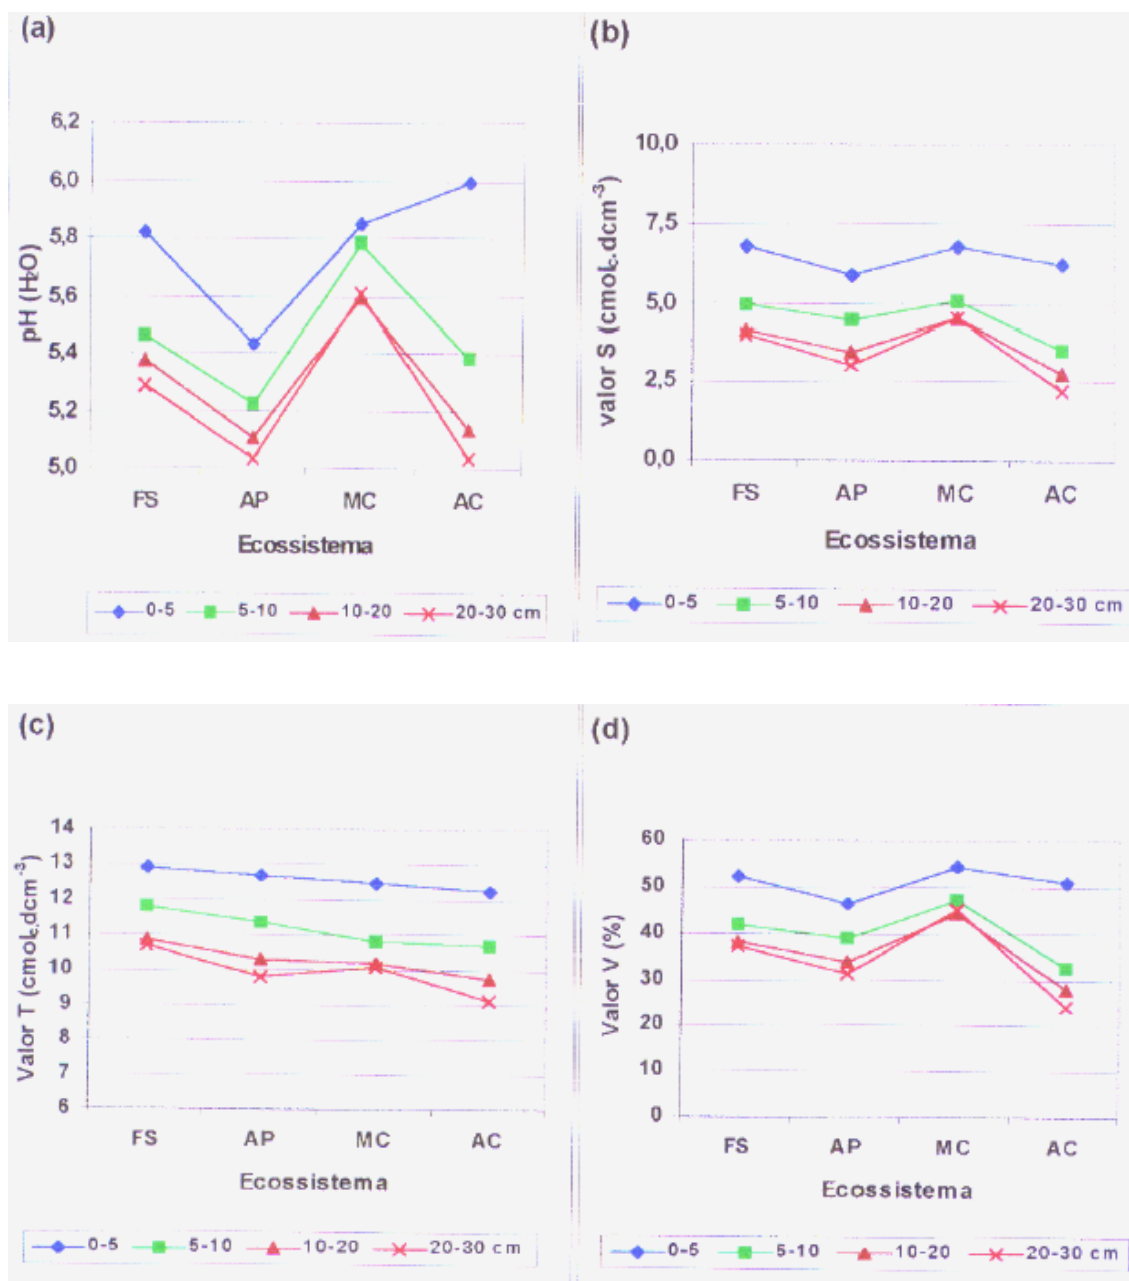 (a)
pH (H₂O)
6,2
6,0
5,8
5,6
5,4
5,2
5,0
FS AP MC AC
Ecossistema
0-5 5-10 10-20 20-30 cm
(b)
valor S (cmolc.dcm⁻³)
10,0
7,5
5,0
2,5
0,0
FS AP MC AC
Ecossistema
0-5 5-10 10-20 20-30 cm
(c)
Valor T (cmolc.dcm⁻³)
14
13
12
11
10
9
8
7
6
FS AP MC AC
Ecossistema
0-5 5-10 10-20 20-30 cm
(d)
Valor V (%)
60
50
40
30
20
10
0
FS AP MC AC
Ecossistema
0-5 5-10 10-20 20-30 cm